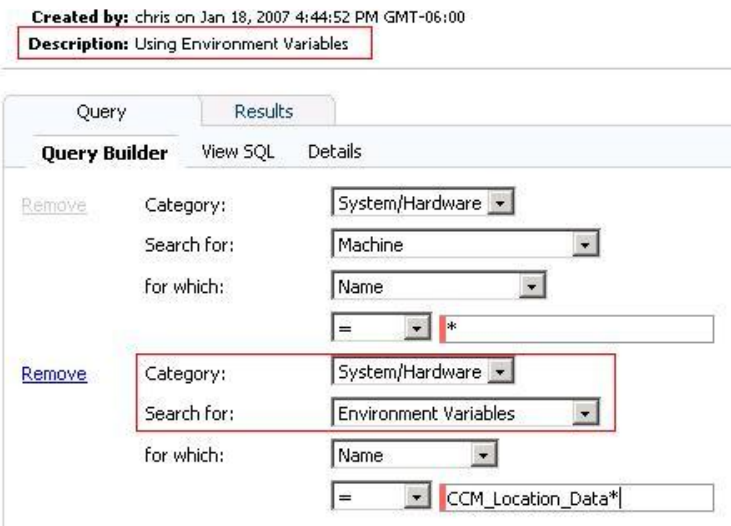 Created by: chris on Jan 18, 2007 4:44:52 PM GMT-06:00
Description: Using Environment Variables
Query Results
Query Builder View SQL Details
Remove Category: System/Hardware
Search for: Machine
for which: Name
= *
Remove Category: System/Hardware
Search for: Environment Variables
for which: Name
= CCM_Location_Data*